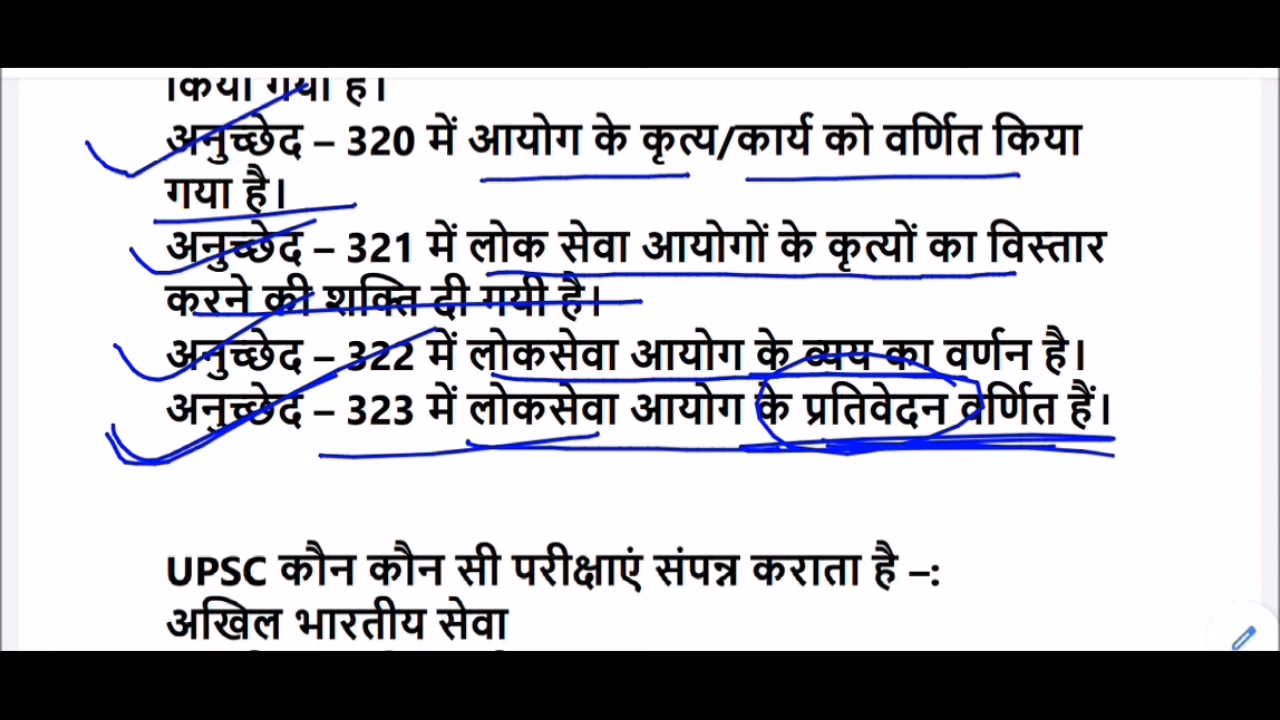 किया गया है।
अनुच्छेद – 320 में आयोग के कृत्य/कार्य को वर्णित किया
गया है।
अनुच्छेद – 321 में लोक सेवा आयोगों के कृत्यों का विस्तार
करने की शक्ति दी गयी है।
अनुच्छेद – 322 में लोकसेवा आयोग के व्यय का वर्णन है।
अनुच्छेद – 323 में लोकसेवा आयोग के प्रतिवेदन वर्णित हैं।
UPSC कौन कौन सी परीक्षाएं संपन्न कराता है –:
अखिल भारतीय सेवा